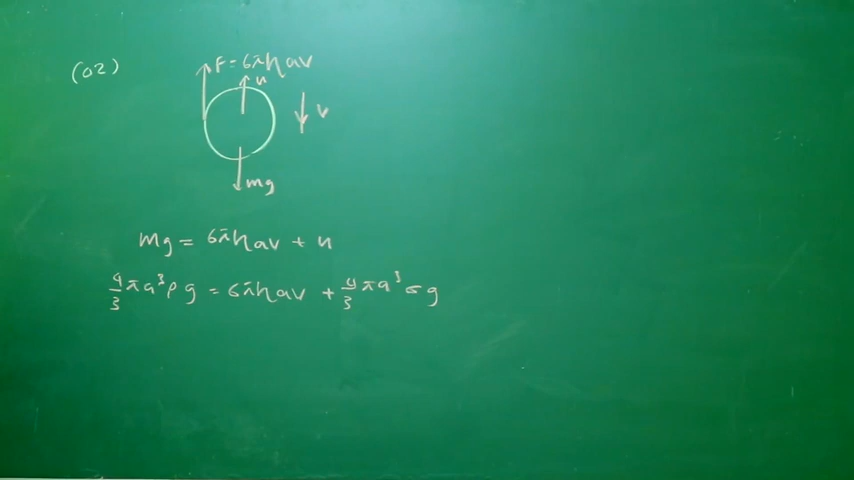 (02)
F = 6πηav
u
v
mg
mg = 6πηav + u
4/3 πa³ρg = 6πηav + 4/3 πa³σg